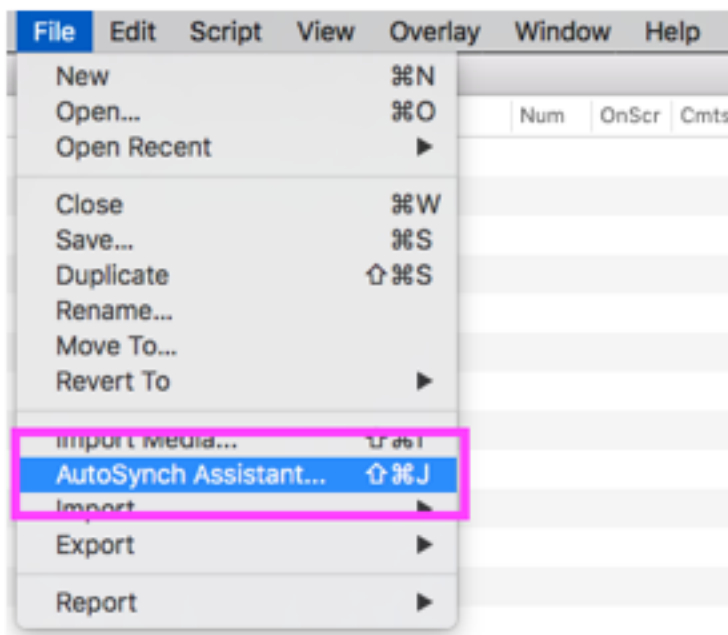 File Edit Script View Overlay Window Help
New ⌘N
Open... ⌘O
Num OnScr Cmts
Open Recent ▶
Close ⌘W
Save... ⌘S
Duplicate ⇧⌘S
Rename...
Move To...
Revert To ▶
Import Media... ⇧⌘I
AutoSynch Assistant... ⇧⌘J
Import ▶
Export ▶
Report ▶